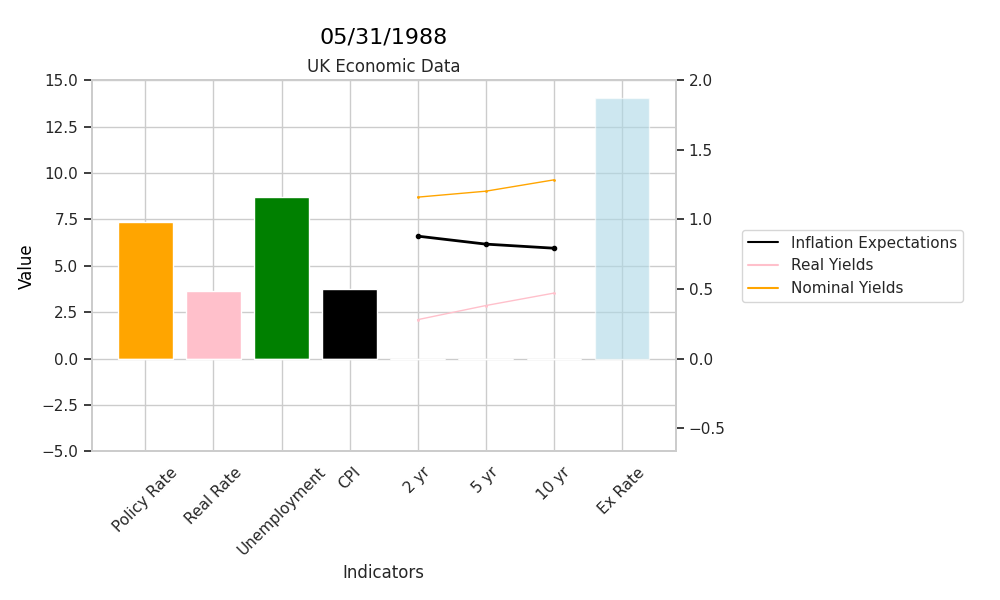 05/31/1988
UK Economic Data
15.0
12.5
10.0
7.5
5.0
2.5
0.0
−2.5
−5.0
Value
2.0
1.5
1.0
0.5
0.0
−0.5
Inflation Expectations
Real Yields
Nominal Yields
Policy Rate
Real Rate
Unemployment
CPI
2 yr
5 yr
10 yr
Ex Rate
Indicators